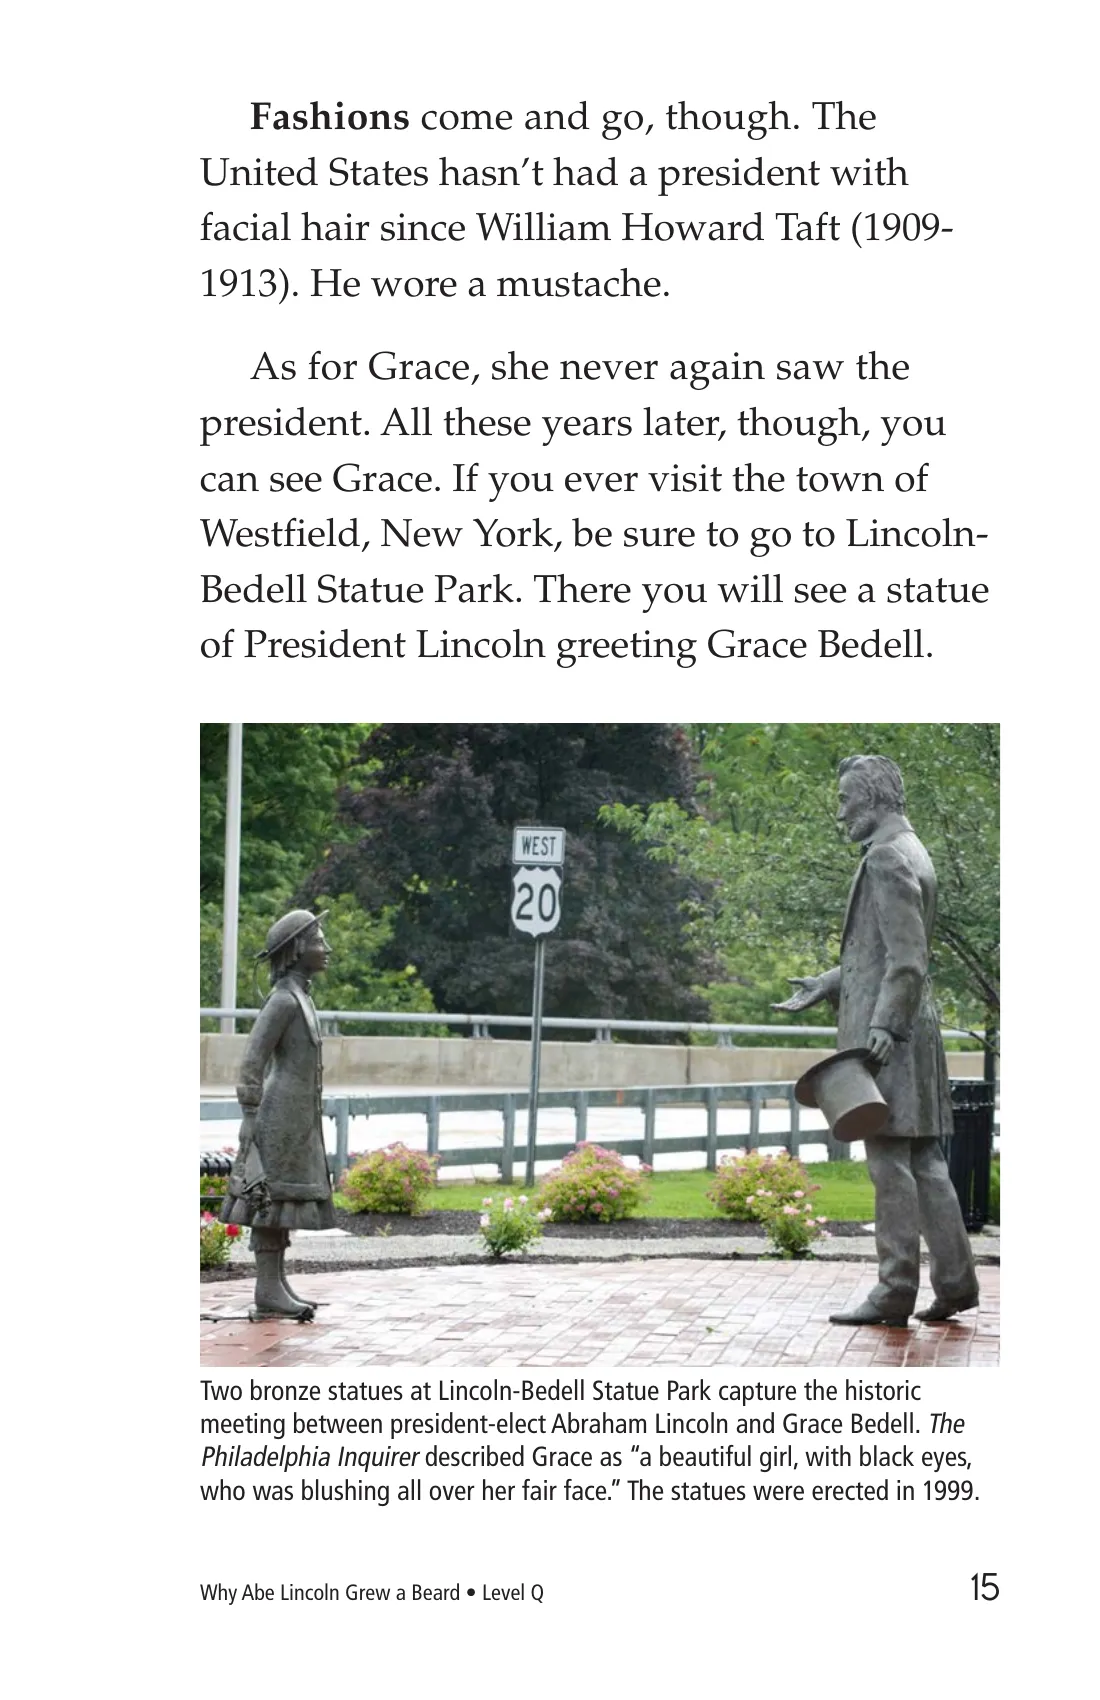 Fashions come and go, though. The
United States hasn’t had a president with
facial hair since William Howard Taft (1909-
1913). He wore a mustache.
As for Grace, she never again saw the
president. All these years later, though, you
can see Grace. If you ever visit the town of
Westfield, New York, be sure to go to Lincoln-
Bedell Statue Park. There you will see a statue
of President Lincoln greeting Grace Bedell.
WEST
20
Two bronze statues at Lincoln-Bedell Statue Park capture the historic
meeting between president-elect Abraham Lincoln and Grace Bedell. The
Philadelphia Inquirer described Grace as “a beautiful girl, with black eyes,
who was blushing all over her fair face.” The statues were erected in 1999.
Why Abe Lincoln Grew a Beard • Level Q
15